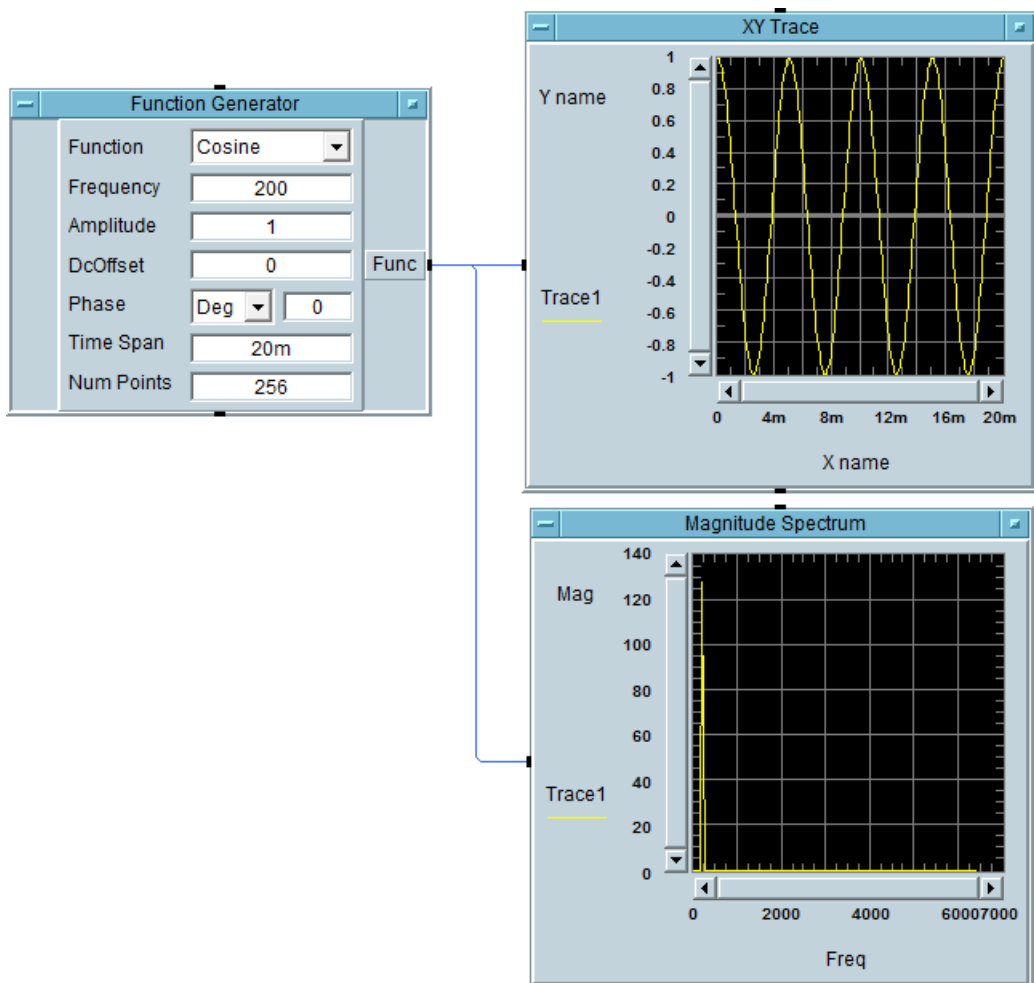 Function Generator
Function Cosine
Frequency 200
Amplitude 1
DcOffset 0
Phase Deg 0
Time Span 20m
Num Points 256
Func
XY Trace
Y name
Trace1
1
0.8
0.6
0.4
0.2
0
-0.2
-0.4
-0.6
-0.8
-1
0 4m 8m 12m 16m 20m
X name
Magnitude Spectrum
Mag
Trace1
140
120
100
80
60
40
20
0
0 2000 4000 60007000
Freq